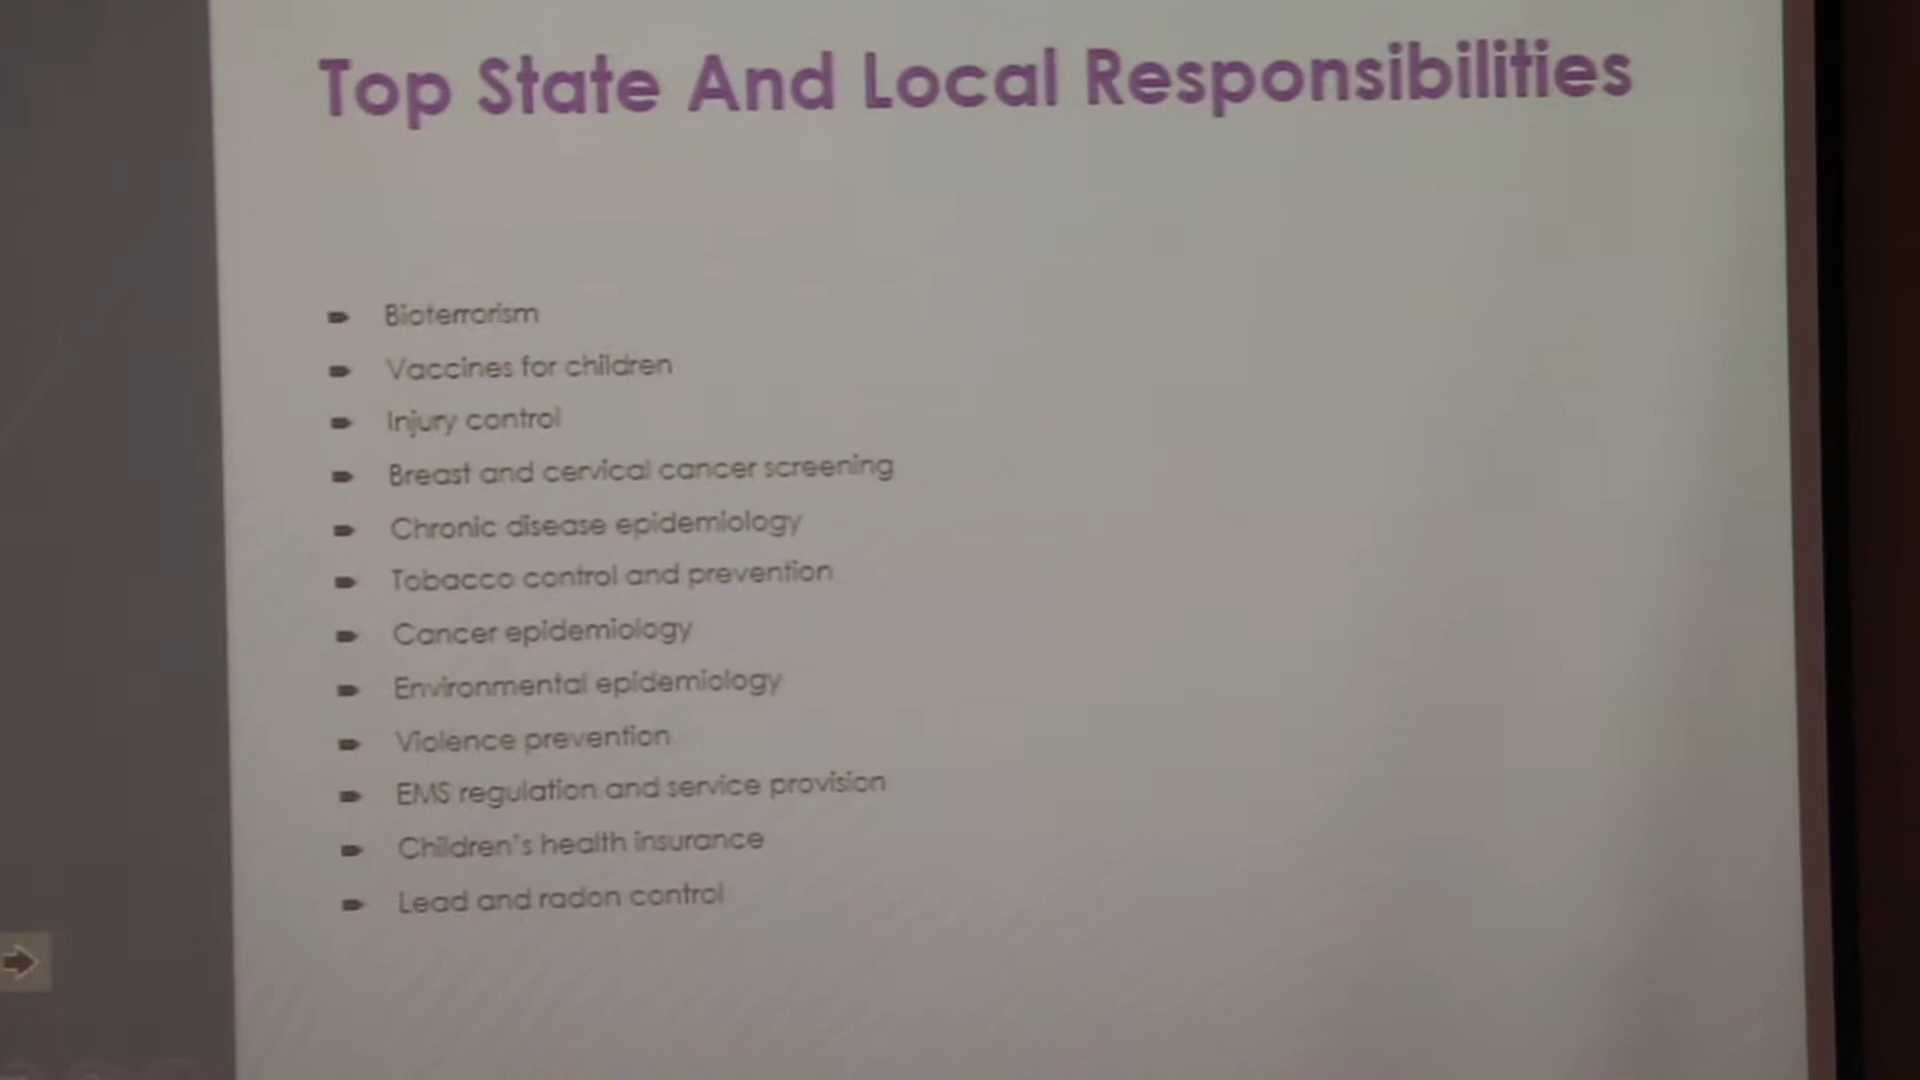 Top State And Local Responsibilities
Bioterrorism
Vaccines for children
Injury control
Breast and cervical cancer screening
Chronic disease epidemiology
Tobacco control and prevention
Cancer epidemiology
Environmental epidemiology
Violence prevention
EMS regulation and service provision
Children's health insurance
Lead and radon control